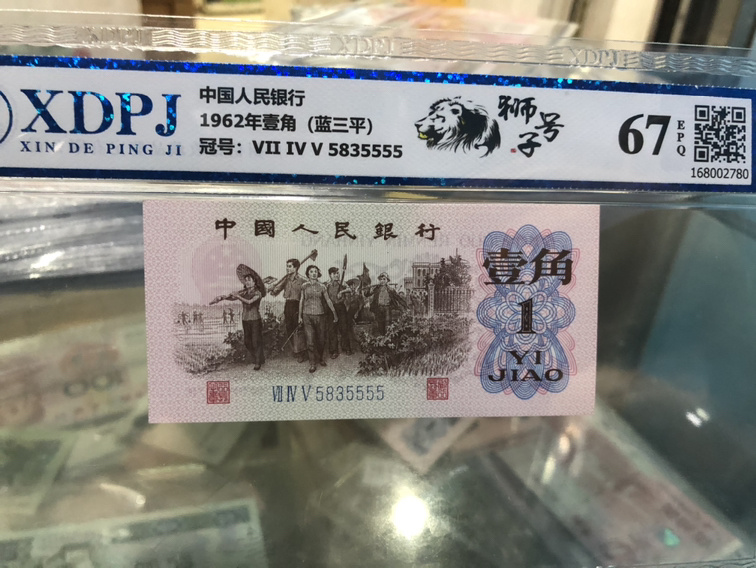 XDPJ
XIN DE PING JI
中国人民银行
1962年壹角（蓝三平）
冠号：VII IV V 5835555
狮子号
67
EPQ
168002780
中國人民銀行
壹角
1
YI
JIAO
VII IV V 5835555
100